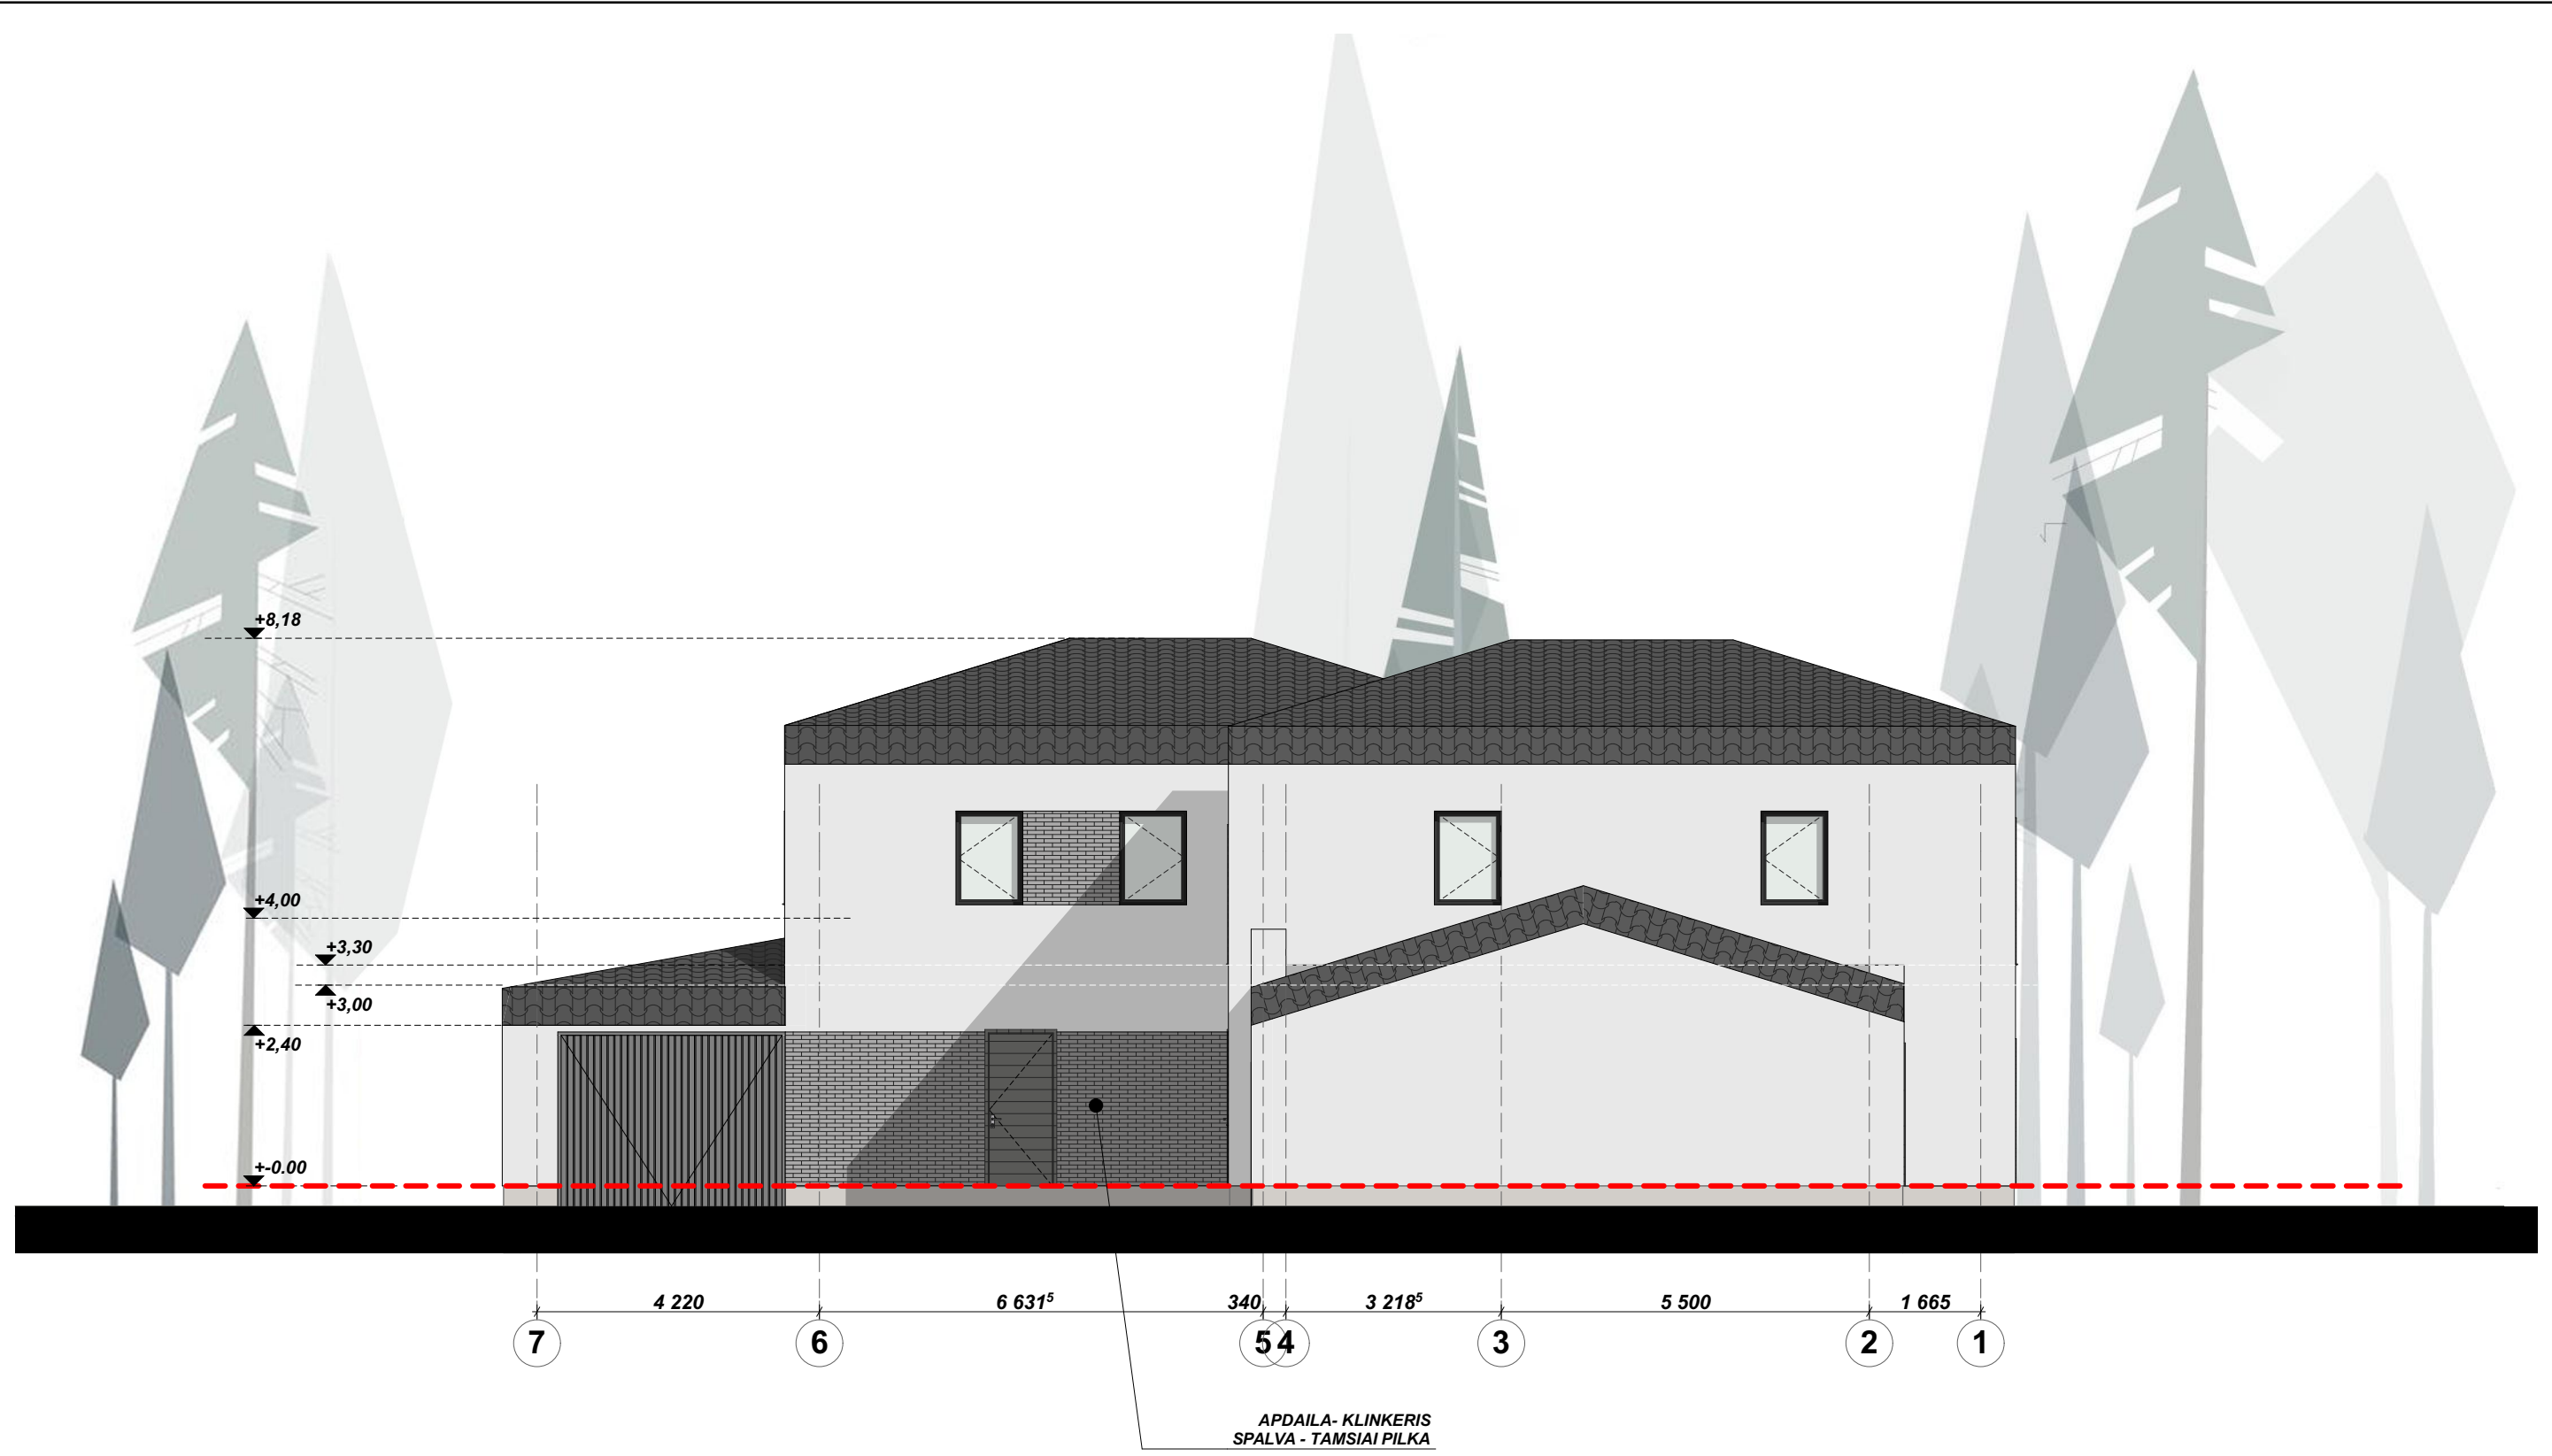 +8,18
+4,00
+3,30
+3,00
+2,40
+-0.00
4 220 6 631⁵ 340 3 218⁵ 5 500 1 665
7 6 5 4 3 2 1
APDAILA- KLINKERIS
SPALVA - TAMSIAI PILKA